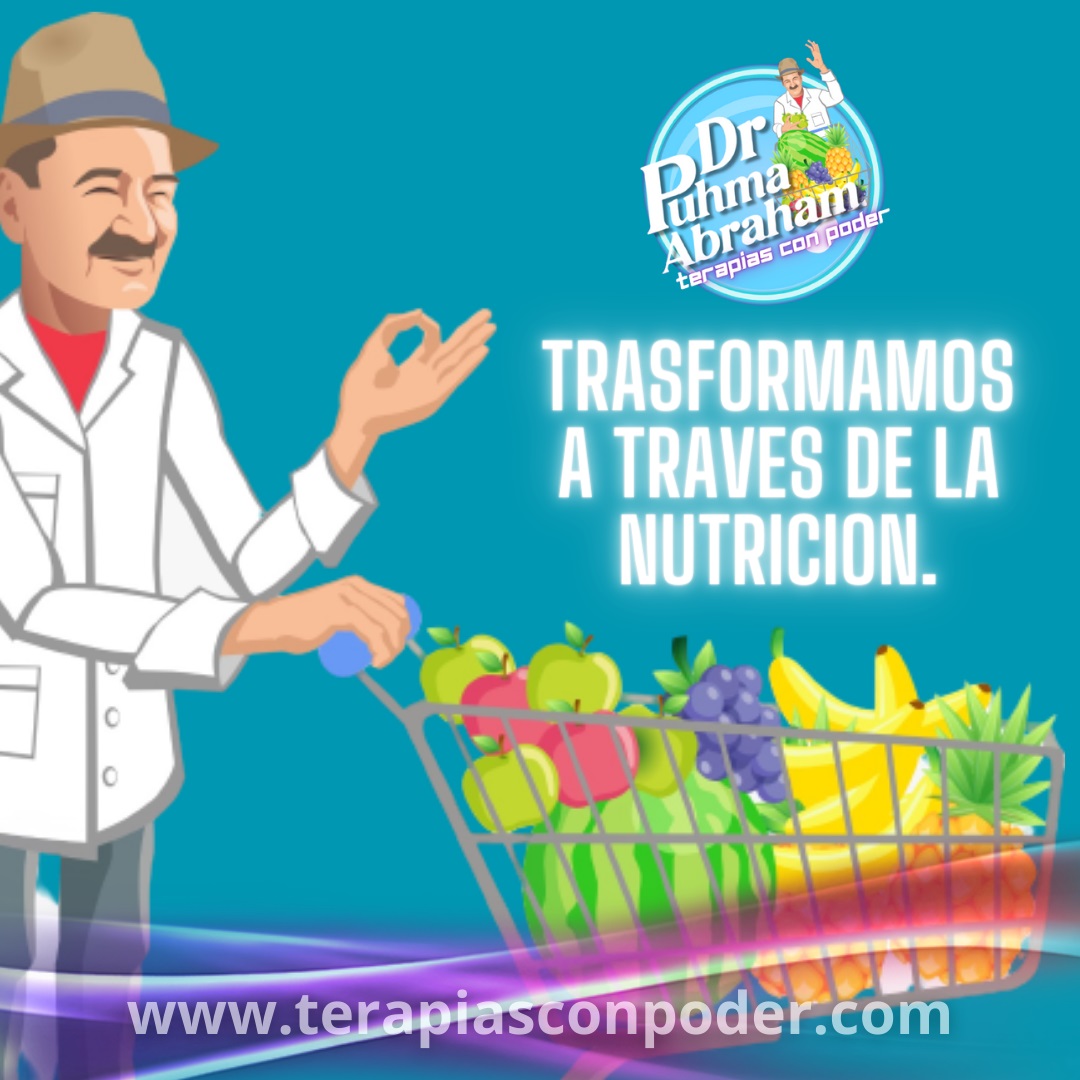 Dr
Puhma
Abraham
terapias con poder
TRASFORMAMOS
A TRAVES DE LA
NUTRICION.
www.terapiasconpoder.com